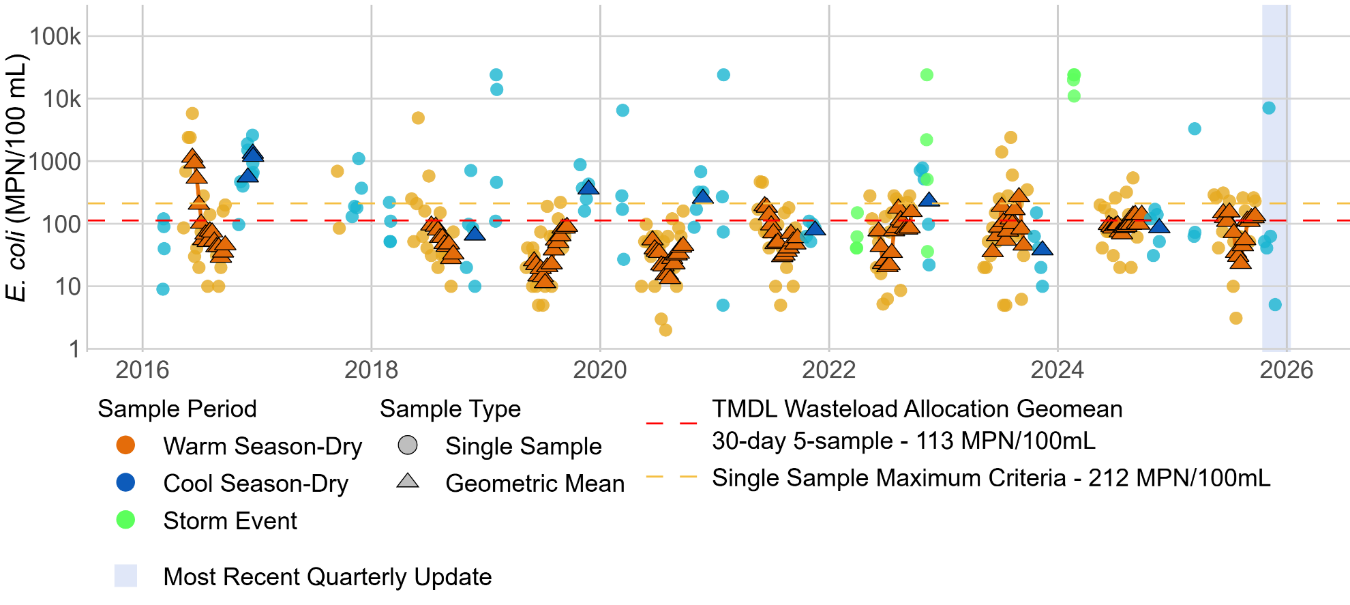 E. coli (MPN/100 mL)
100k
10k
1000
100
10
1
2016 2018 2020 2022 2024 2026
Sample Period
Warm Season-Dry
Cool Season-Dry
Storm Event
Most Recent Quarterly Update
Sample Type
Single Sample
Geometric Mean
TMDL Wasteload Allocation Geomean
30-day 5-sample - 113 MPN/100mL
Single Sample Maximum Criteria - 212 MPN/100mL